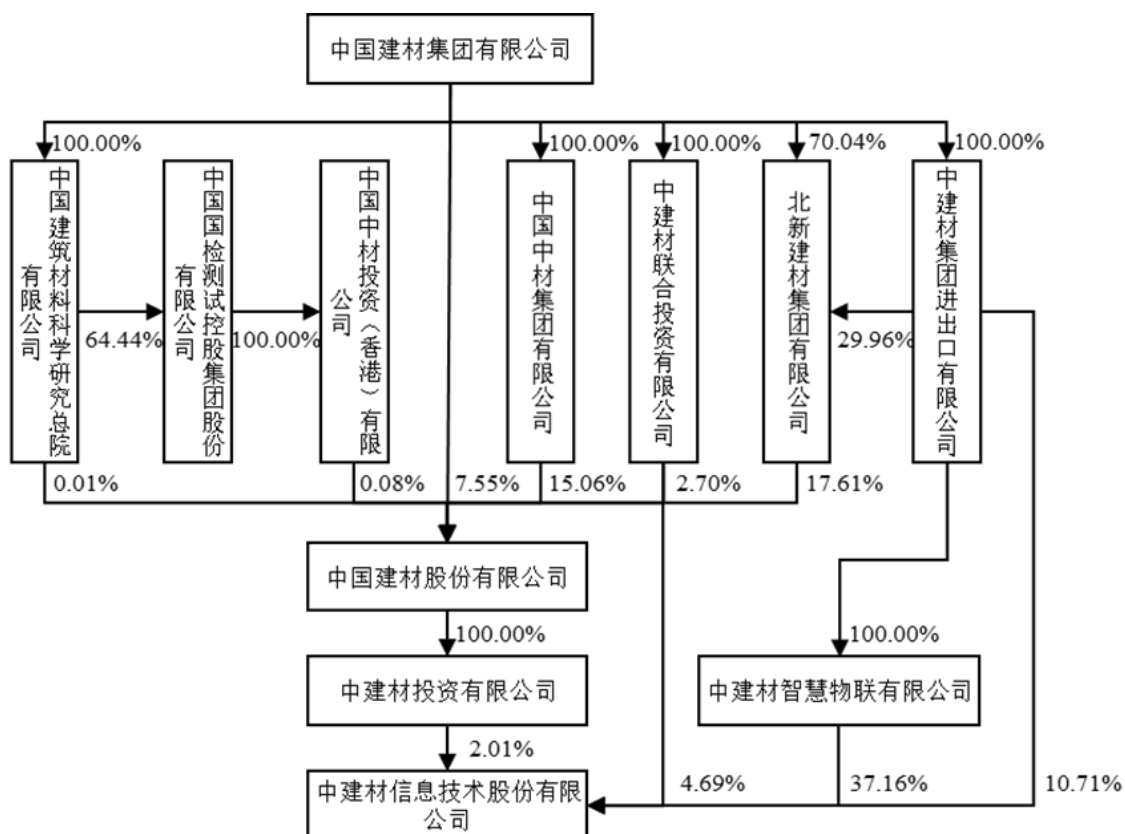 中国建材集团有限公司
100.00%
100.00%
100.00%
70.04%
100.00%
中国建筑材料科学研究总院
有限公司
64.44%
中国国检测试控股集团股份
有限公司
100.00%
中国中材投资（香港）有限
公司
中国中材集团有限公司
中建材联合投资有限公司
北新建材集团有限公司
29.96%
中建材集团进出口有限公司
0.01%
0.08%
7.55%
15.06%
2.70%
17.61%
中国建材股份有限公司
100.00%
100.00%
中建材投资有限公司
中建材智慧物联有限公司
2.01%
中建材信息技术股份有限
公司
4.69%
37.16%
10.71%